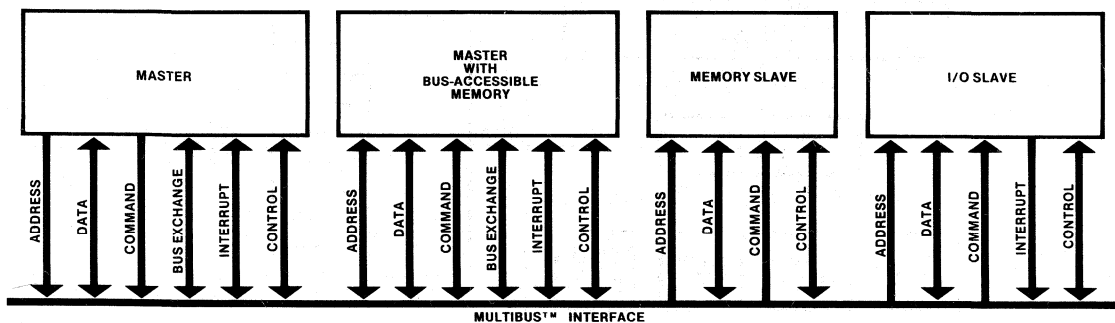 MASTER
MASTER
WITH
BUS-ACCESSIBLE
MEMORY
MEMORY SLAVE
I/O SLAVE
ADDRESS
DATA
COMMAND
BUS EXCHANGE
INTERRUPT
CONTROL
ADDRESS
DATA
COMMAND
BUS EXCHANGE
INTERRUPT
CONTROL
ADDRESS
DATA
COMMAND
CONTROL
ADDRESS
DATA
COMMAND
INTERRUPT
CONTROL
MULTIBUS™ INTERFACE